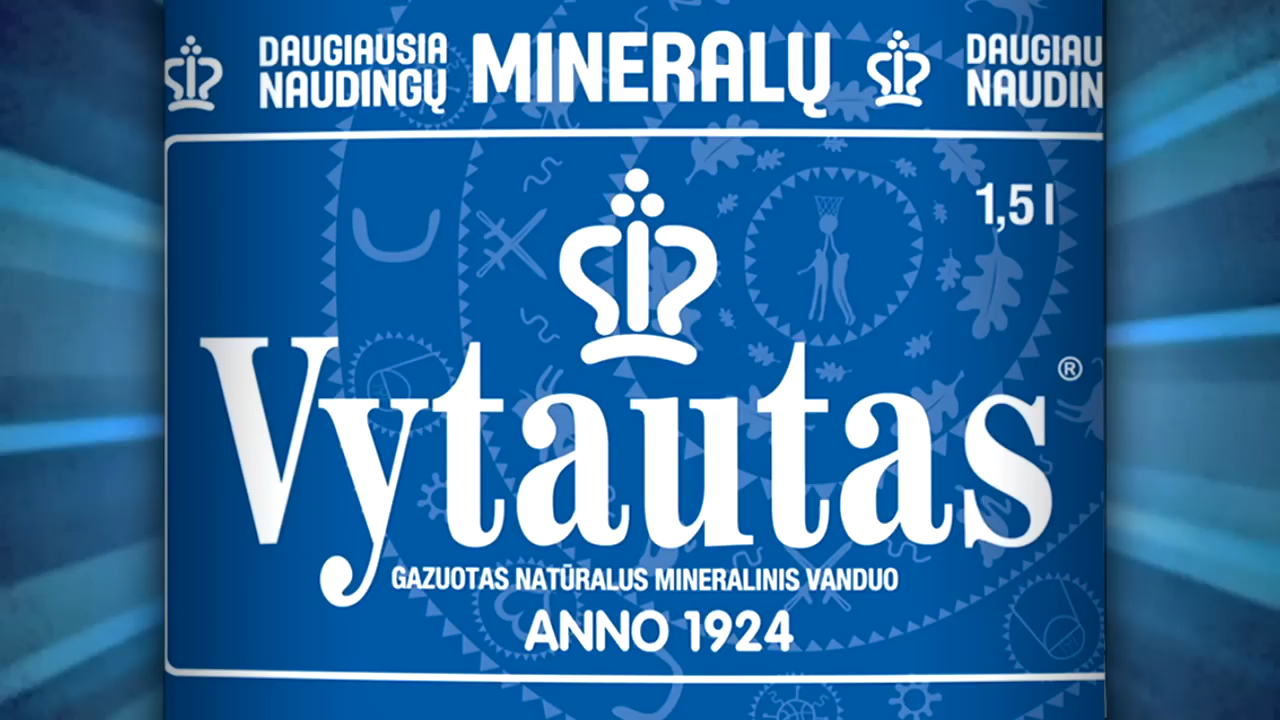 DAUGIAUSIA NAUDINGŲ MINERALŲ DAUGIAU NAUDIN
1,5 l
Vytautas ®
GAZUOTAS NATŪRALUS MINERALINIS VANDUO
ANNO 1924